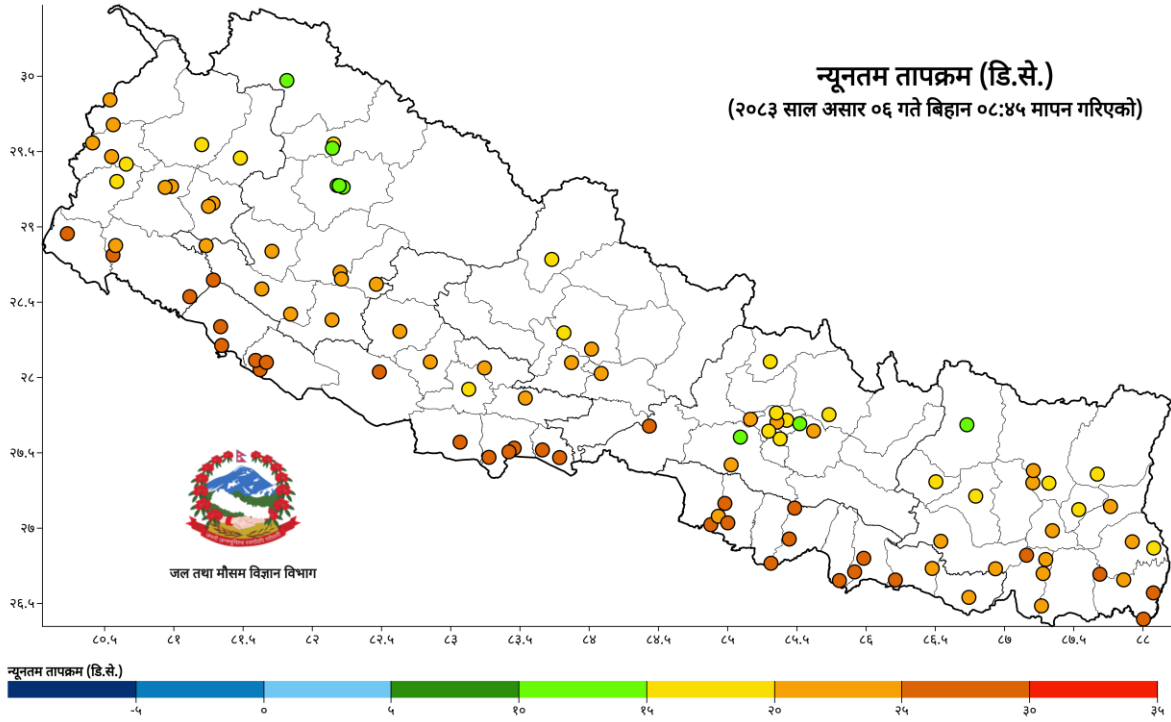 न्यूनतम तापक्रम (डि.से.)
(२०८३ साल असार ०६ गते बिहान ०८:४५ मापन गरिएको)
३०
२९.५
२९
२८.५
२८
२७.५
२७
२६.५
जल तथा मौसम विज्ञान विभाग
८०.५ ८१ ८१.५ ८२ ८२.५ ८३ ८३.५ ८४ ८४.५ ८५ ८५.५ ८६ ८६.५ ८७ ८७.५ ८८
न्यूनतम तापक्रम (डि.से.)
-५ ० ५ १० १५ २० २५ ३० ३५